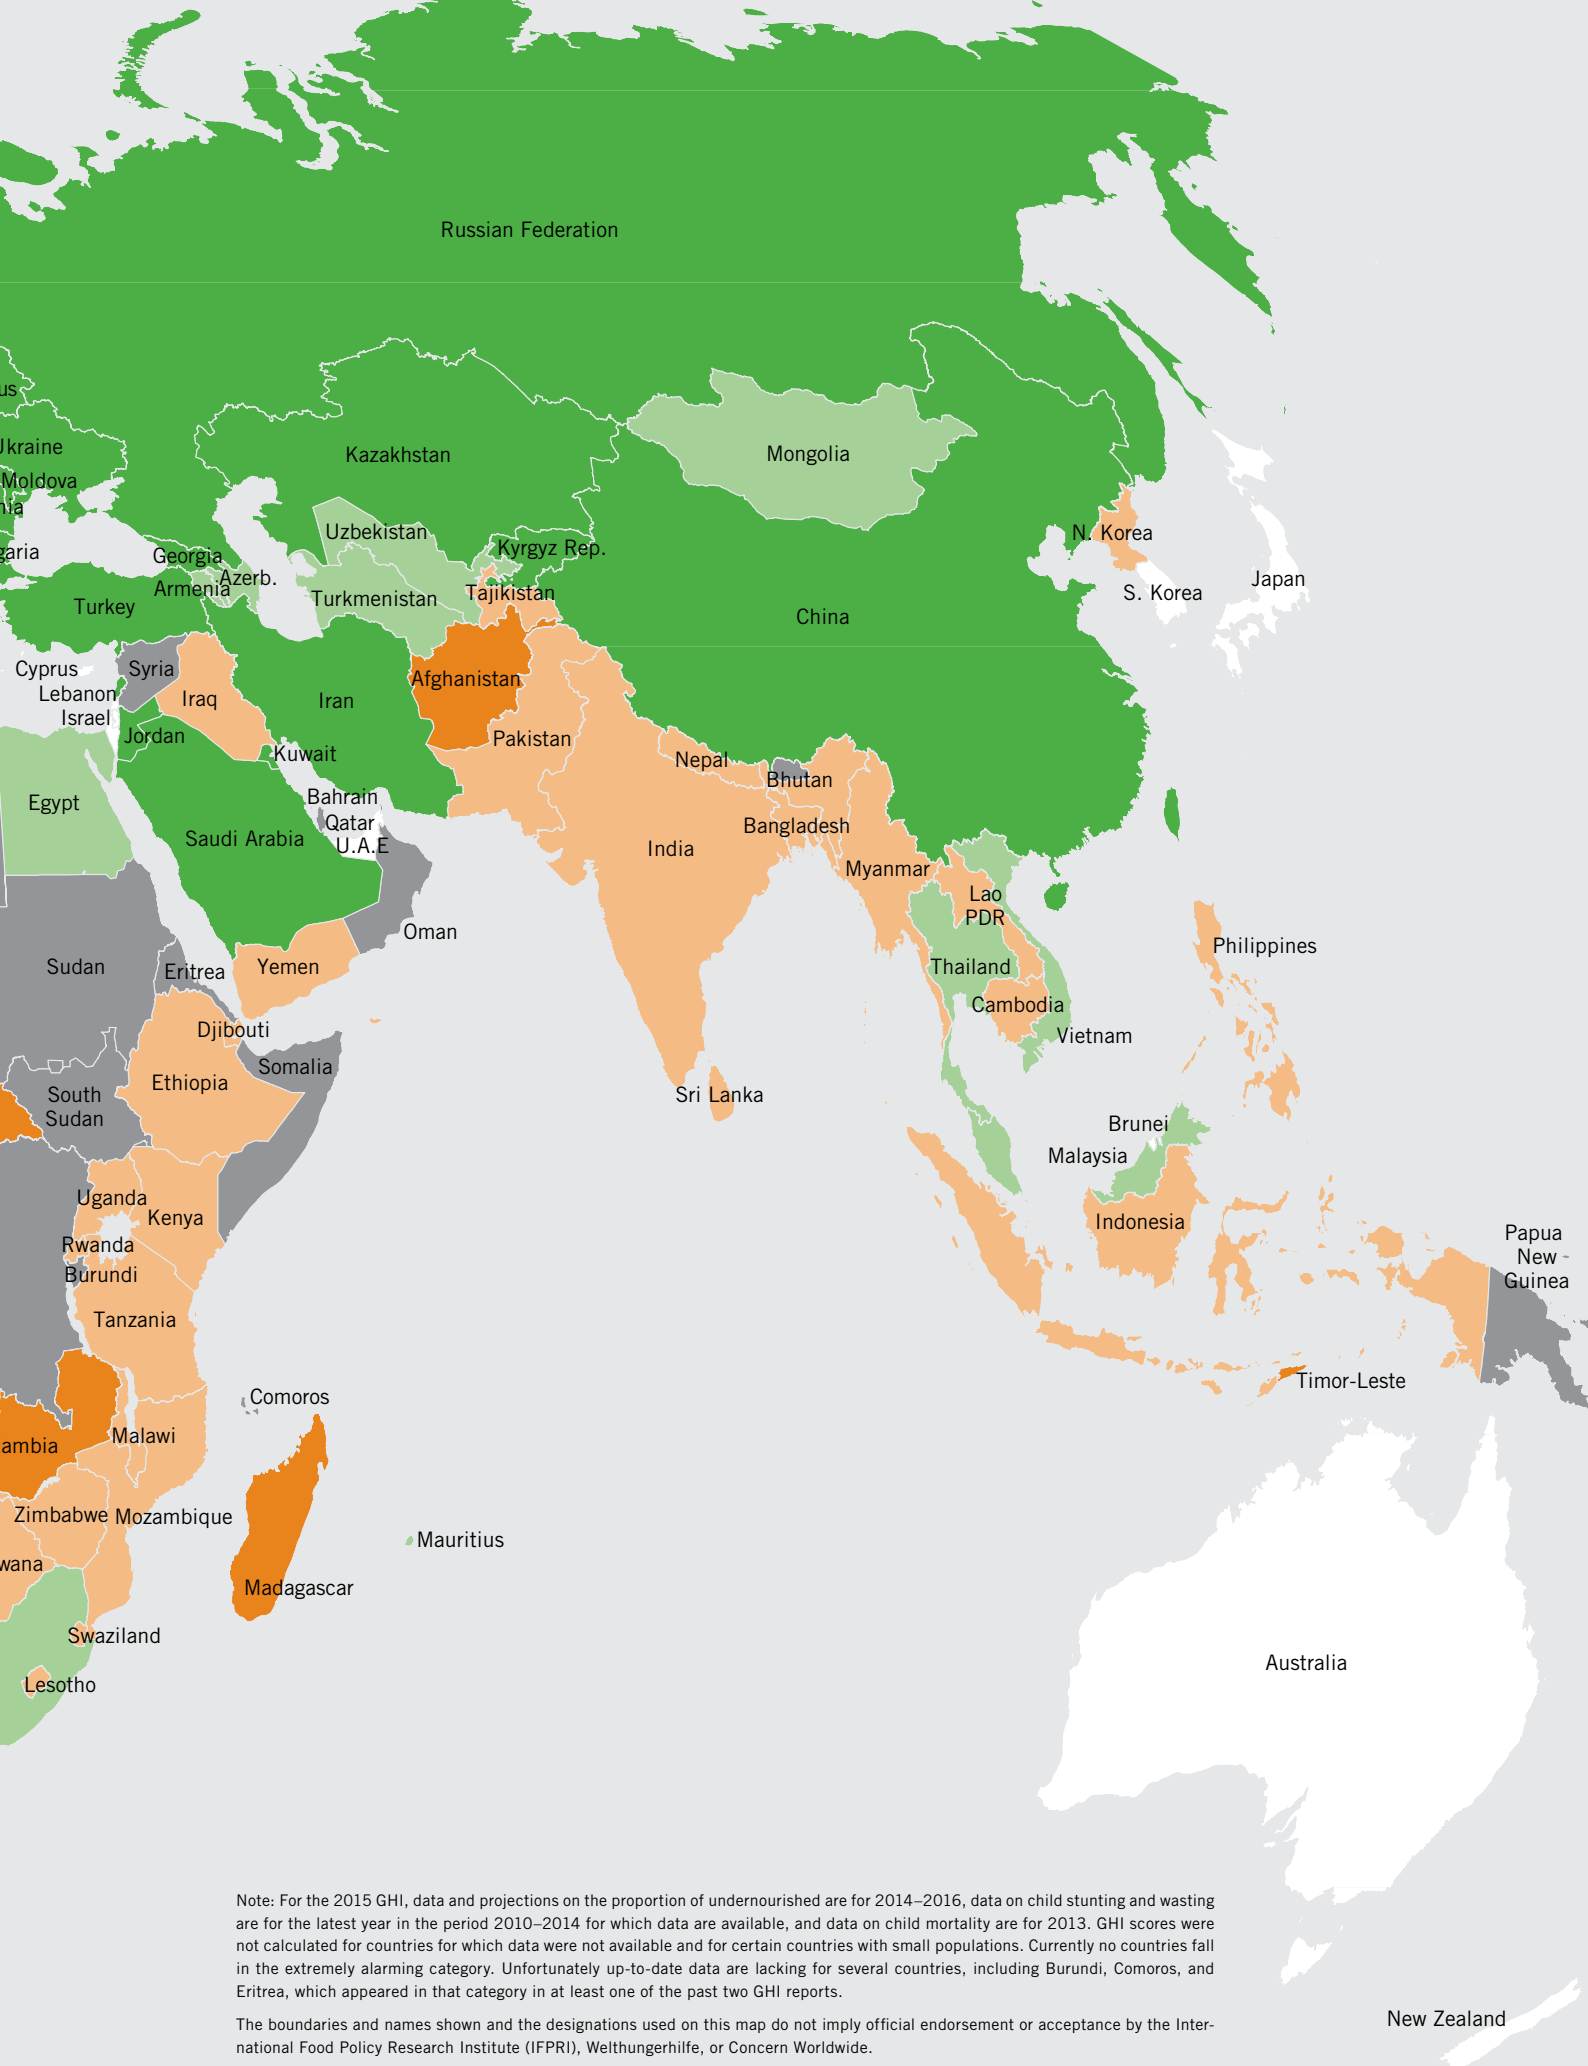 Russian Federation
us
Ukraine
Kazakhstan
Mongolia
Moldova
nia
Uzbekistan
N. Korea
garia
Georgia
Kyrgyz Rep.
Azerb.
Armenia
Japan
Tajikistan
S. Korea
Turkmenistan
Turkey
China
Cyprus
Syria
Afghanistan
Lebanon
Iraq
Iran
Israel
Jordan
Pakistan
Kuwait
Nepal
Bhutan
Bahrain
Egypt
Qatar
Bangladesh
Saudi Arabia
U.A.E
India
Myanmar
Lao
PDR
Oman
Philippines
Sudan
Eritrea
Yemen
Thailand
Cambodia
Djibouti
Vietnam
Somalia
Ethiopia
South
Sudan
Sri Lanka
Brunei
Malaysia
Uganda
Kenya
Indonesia
Papua
New
Guinea
Rwanda
Burundi
Tanzania
Timor-Leste
Comoros
Malawi
ambia
Zimbabwe
Mozambique
Mauritius
wana
Madagascar
Swaziland
Australia
Lesotho
Note: For the 2015 GHI, data and projections on the proportion of undernourished are for 2014–2016, data on child stunting and wasting
are for the latest year in the period 2010–2014 for which data are available, and data on child mortality are for 2013. GHI scores were
not calculated for countries for which data were not available and for certain countries with small populations. Currently no countries fall
in the extremely alarming category. Unfortunately up-to-date data are lacking for several countries, including Burundi, Comoros, and
Eritrea, which appeared in that category in at least one of the past two GHI reports.
The boundaries and names shown and the designations used on this map do not imply official endorsement or acceptance by the Inter-
national Food Policy Research Institute (IFPRI), Welthungerhilfe, or Concern Worldwide.
New Zealand